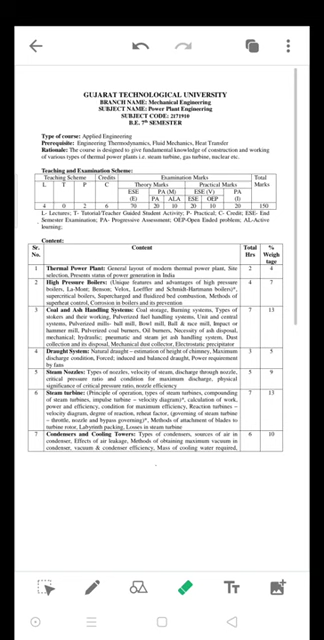 GUJARAT TECHNOLOGICAL UNIVERSITY
BRANCH NAME: Mechanical Engineering
SUBJECT NAME: Power Plant Engineering
SUBJECT CODE: 2171910
B.E. 7th SEMESTER
Type of course: Applied Engineering
Prerequisite: Engineering Thermodynamics, Fluid Mechanics, Heat Transfer
Rationale: The course is designed to give fundamental knowledge of construction and working
of various types of thermal power plants i.e. steam turbine, gas turbine, nuclear etc.
Teaching and Examination Scheme:
Teaching Scheme Credits Examination Marks Total
L T P C Theory Marks Practical Marks Marks
ESE PA (M) ESE (V) PA
(E) PA ALA ESE OEP (I)
4 0 2 6 70 20 10 20 10 20 150
L- Lectures; T- Tutorial/Teacher Guided Student Activity; P- Practical; C- Credit; ESE- End
Semester Examination; PA- Progressive Assessment; OEP-Open Ended problem; AL-Active
learning;
Content:
Sr. Content Total %
No. Hrs Weigh
tage
1 Thermal Power Plant: General layout of modern thermal power plant, Site 2 4
selection, Presents status of power generation in India
2 High Pressure Boilers: (Unique features and advantages of high pressure 4 7
boilers, La-Mont; Benson; Velox, Loeffler and Schmidt-Hartmann boilers)*,
supercritical boilers, Supercharged and fluidized bed combustion, Methods of
superheat control, Corrosion in boilers and its prevention
3 Coal and Ash Handling Systems: Coal storage, Burning systems, Types of 7 13
stokers and their working, Pulverized fuel handling systems, Unit and central
systems, Pulverized mills- ball mill, Bowl mill, Ball & race mill, Impact or
hammer mill, Pulverized coal burners, Oil burners, Necessity of ash disposal,
mechanical; hydraulic; pneumatic and steam jet ash handling system, Dust
collection and its disposal, Mechanical dust collector, Electrostatic precipitator
4 Draught System: Natural draught – estimation of height of chimney, Maximum 3 5
discharge condition, Forced; induced and balanced draught, Power requirement
by fans
5 Steam Nozzles: Types of nozzles, velocity of steam, discharge through nozzle, 5 9
critical pressure ratio and condition for maximum discharge, physical
significance of critical pressure ratio, nozzle efficiency
6 Steam turbine: (Principle of operation, types of steam turbines, compounding 7 13
of steam turbines, impulse turbine – velocity diagram)*, calculation of work,
power and efficiency, condition for maximum efficiency, Reaction turbines –
velocity diagram, degree of reaction, reheat factor, (governing of steam turbine
– throttle, nozzle and bypass governing)*, Methods of attachment of blades to
turbine rotor, Labyrinth packing, Losses in steam turbine
7 Condensers and Cooling Towers: Types of condensers, sources of air in 6 10
condenser, Effects of air leakage, Methods of obtaining maximum vacuum in
condenser, vacuum & condenser efficiency, Mass of cooling water required,
TT